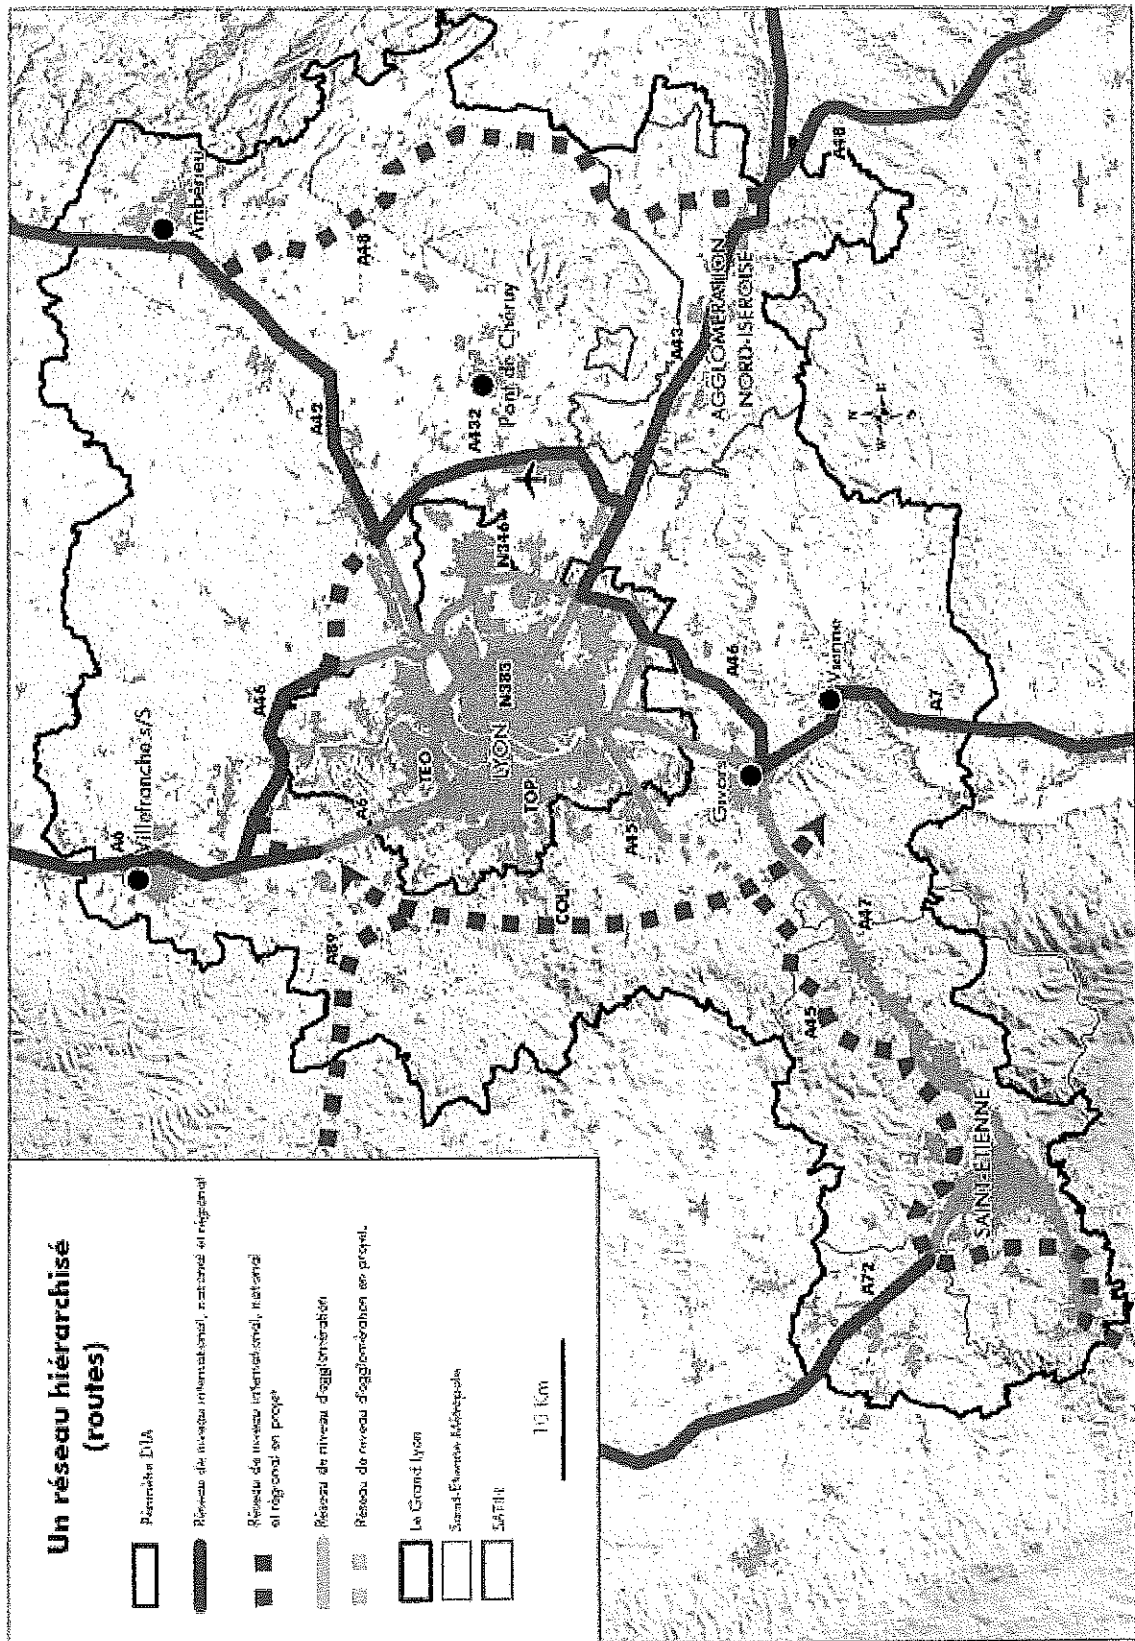 Un réseau hiérarchisé
(routes)
Périmètre DTA
Réseau de niveau international, national et régional
Réseau de niveau international, national
et régional en projet
Réseau de niveau d'agglomération
Réseau de niveau d'agglomération en projet
Le Grand Lyon
Saint-Etienne Métropole
10 Km
A6
Villefranche s/S
A46
A42
Ambérieu
A48
A89
A6
TEO
LYON
N383
TOP
N346
A432
Pont de Chéruy
COL
A45
A43
AGGLOMERATION
NORD-ISEROISE
A48
A46
Givors
Vienne
A7
A47
A45
A72
SAINT-ETIENNE
N
E
S
W